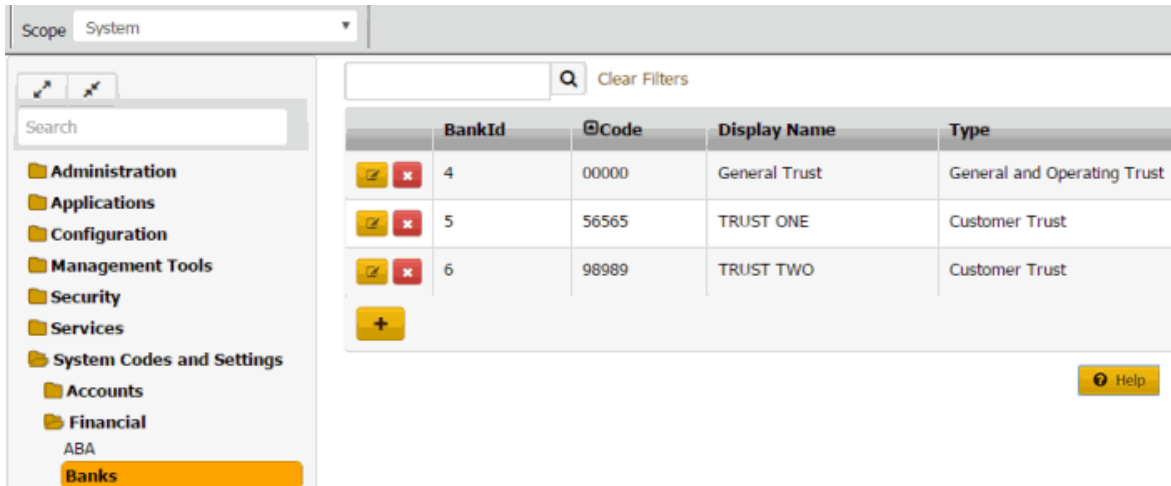 Scope System
Search
Administration
Applications
Configuration
Management Tools
Security
Services
System Codes and Settings
Accounts
Financial
ABA
Banks
Clear Filters
BankId Code Display Name Type
4 00000 General Trust General and Operating Trust
5 56565 TRUST ONE Customer Trust
6 98989 TRUST TWO Customer Trust
Help